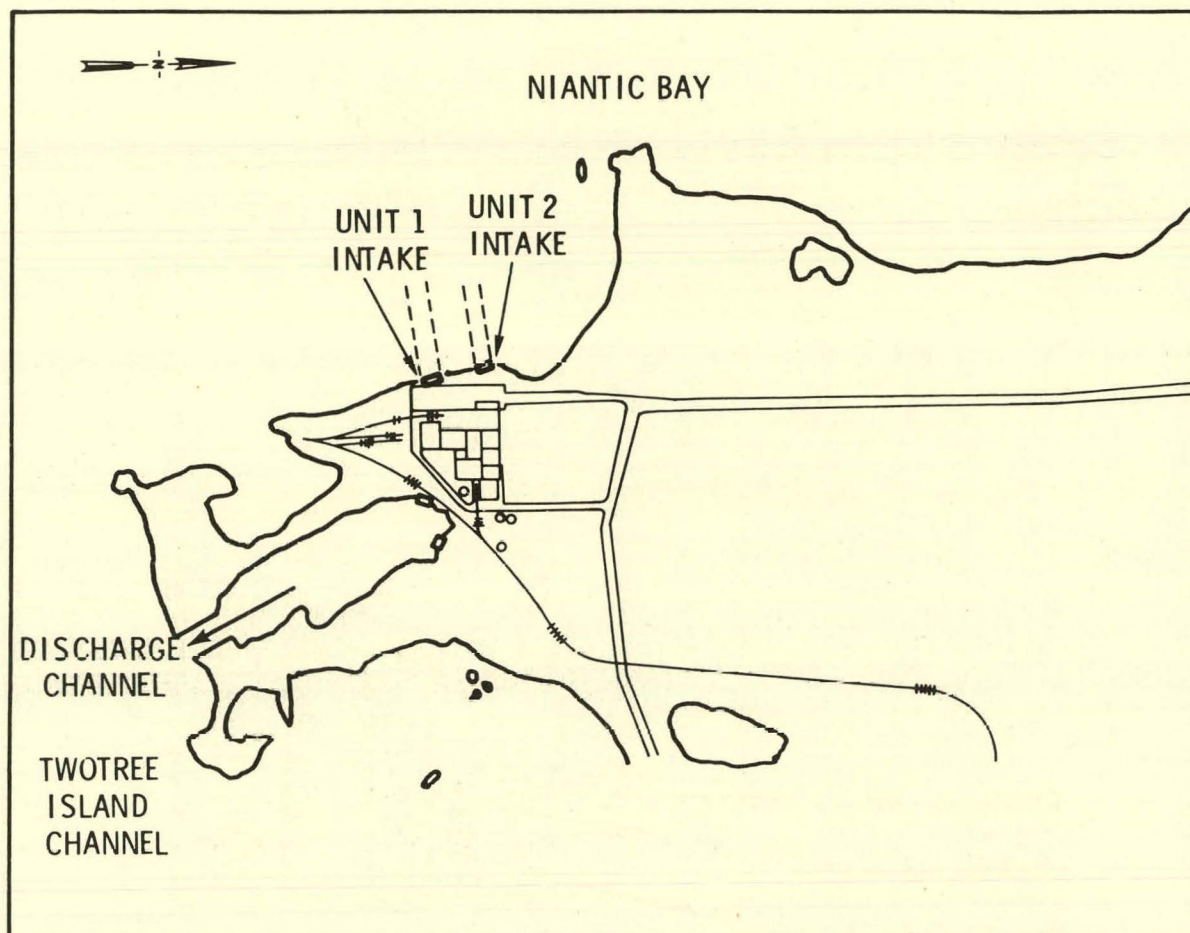 N
NIANTIC BAY
UNIT 1
INTAKE
UNIT 2
INTAKE
DISCHARGE
CHANNEL
TWOTREE
ISLAND
CHANNEL